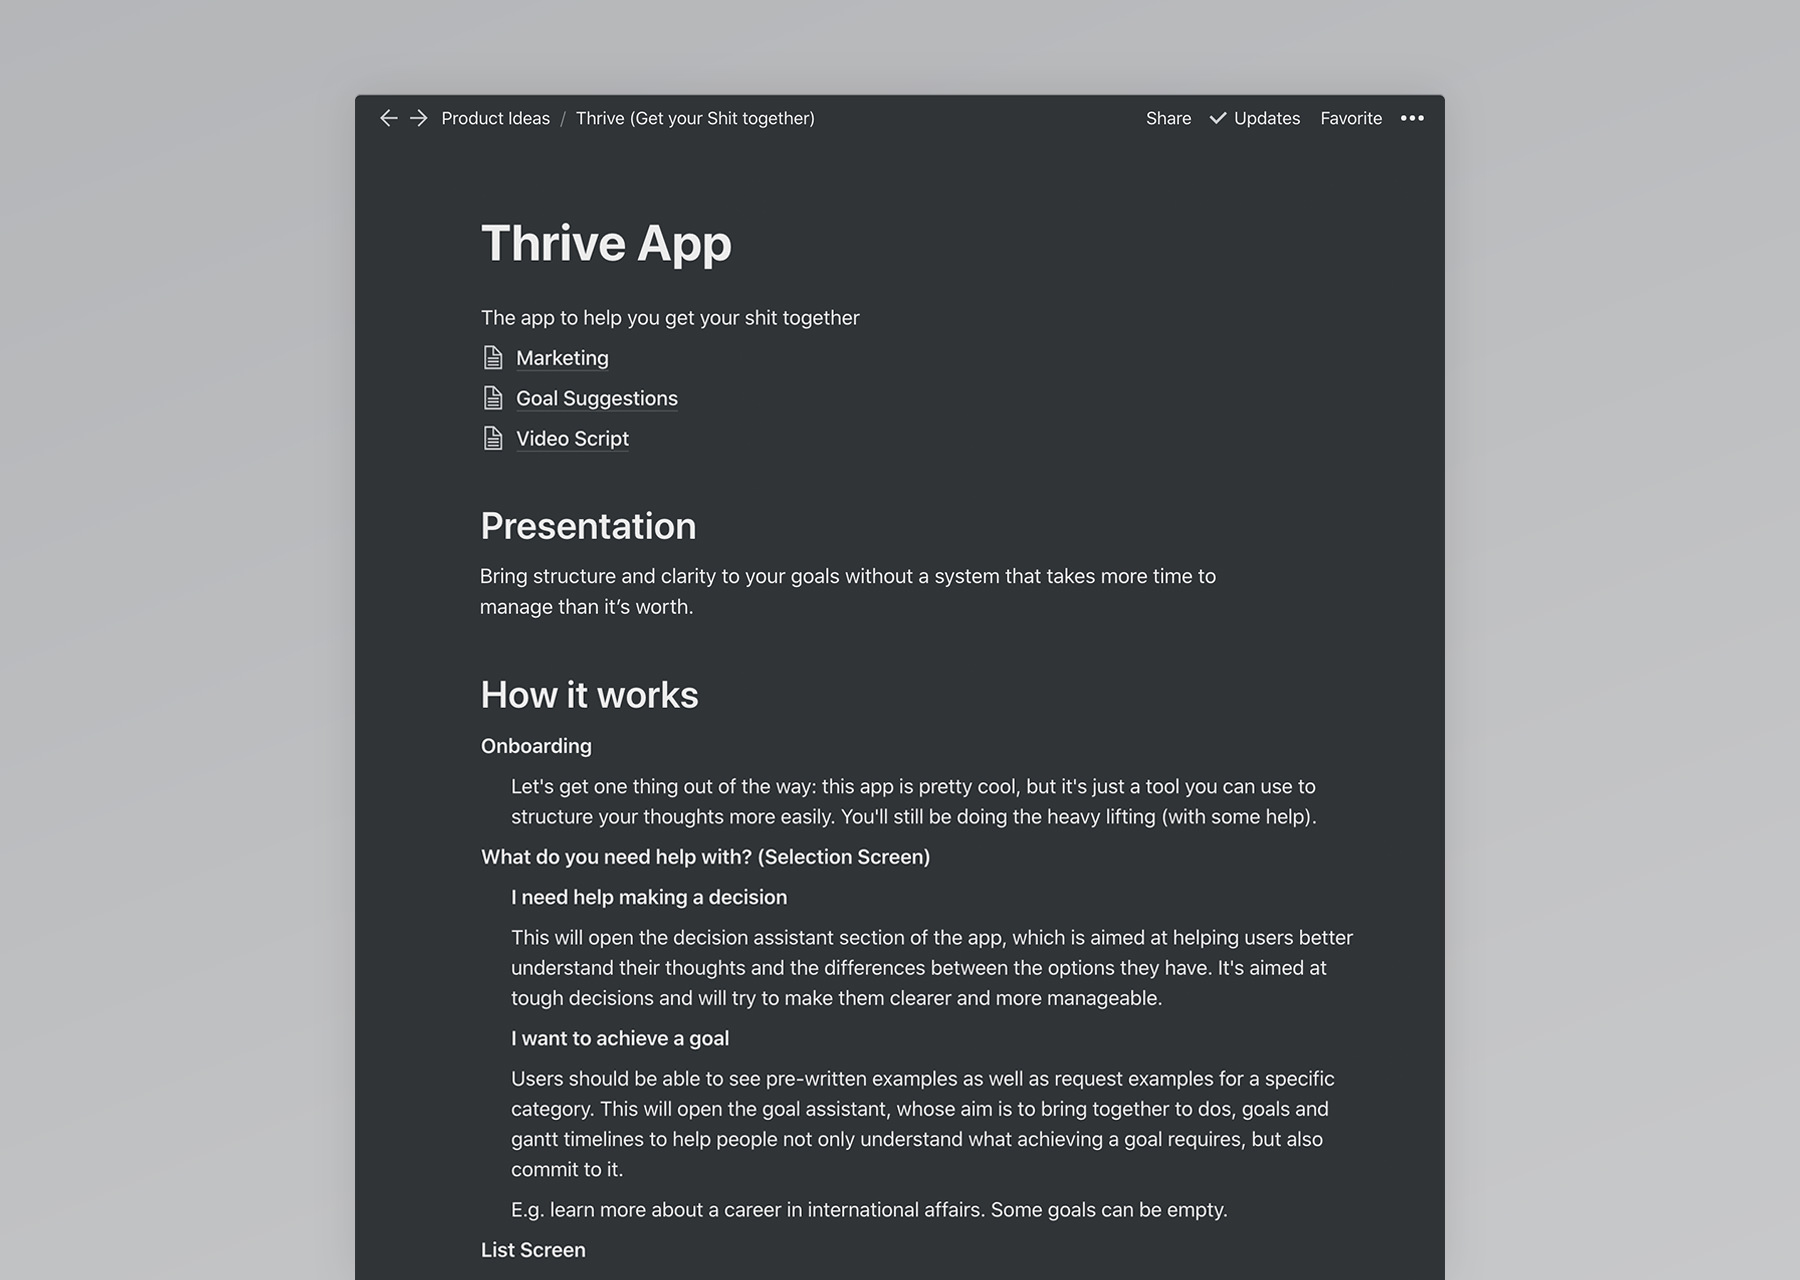 Product Ideas / Thrive (Get your Shit together)
Share Updates Favorite •••
Thrive App
The app to help you get your shit together
Marketing
Goal Suggestions
Video Script
Presentation
Bring structure and clarity to your goals without a system that takes more time to
manage than it’s worth.
How it works
Onboarding
Let's get one thing out of the way: this app is pretty cool, but it's just a tool you can use to
structure your thoughts more easily. You'll still be doing the heavy lifting (with some help).
What do you need help with? (Selection Screen)
I need help making a decision
This will open the decision assistant section of the app, which is aimed at helping users better
understand their thoughts and the differences between the options they have. It's aimed at
tough decisions and will try to make them clearer and more manageable.
I want to achieve a goal
Users should be able to see pre-written examples as well as request examples for a specific
category. This will open the goal assistant, whose aim is to bring together to dos, goals and
gantt timelines to help people not only understand what achieving a goal requires, but also
commit to it.
E.g. learn more about a career in international affairs. Some goals can be empty.
List Screen